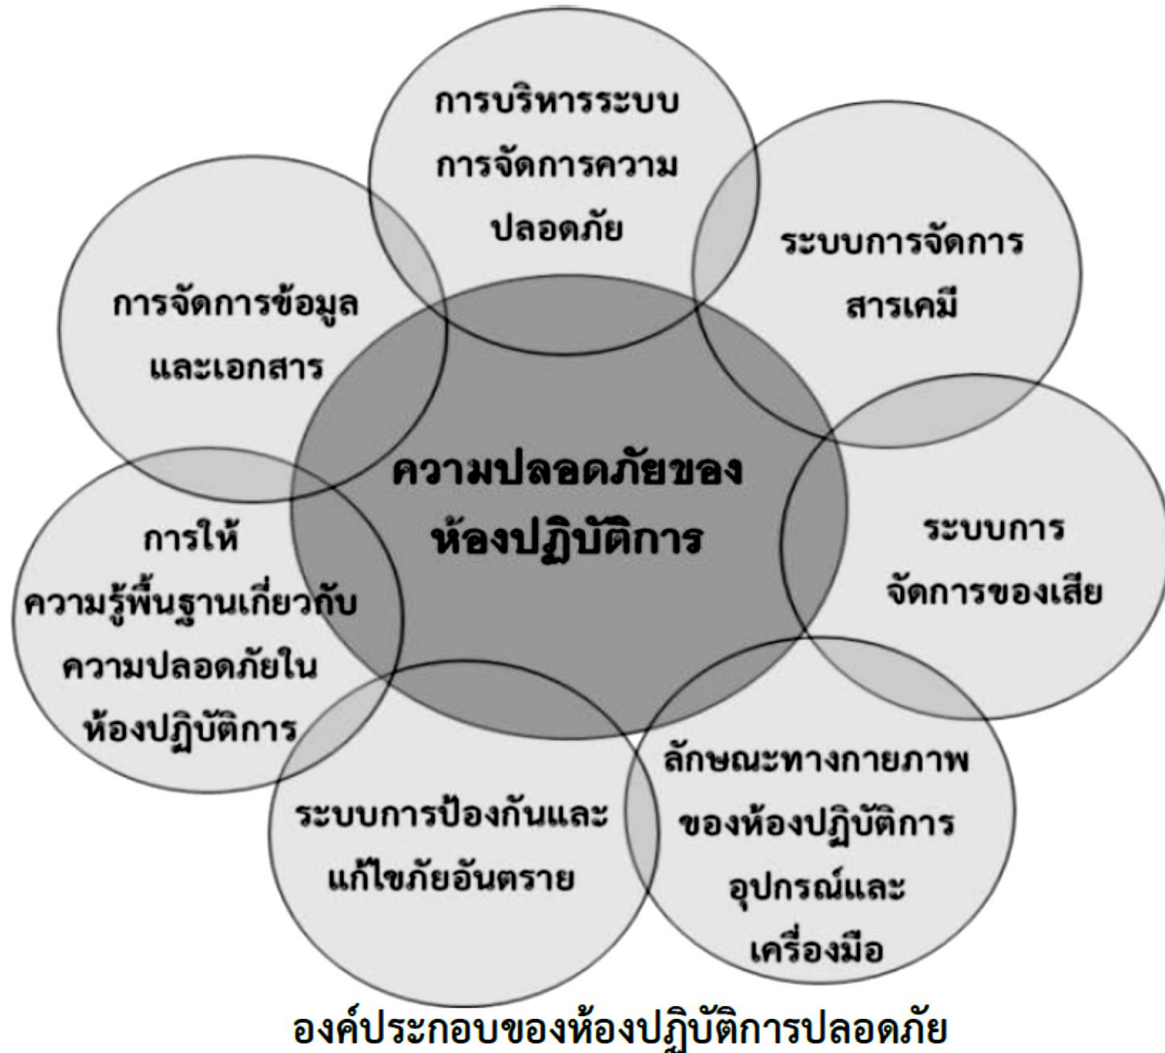 การบริหารระบบ
การจัดการความ
ปลอดภัย
ระบบการจัดการ
สารเคมี
ระบบการ
จัดการของเสีย
ลักษณะทางกายภาพ
ของห้องปฏิบัติการ
อุปกรณ์และ
เครื่องมือ
ระบบการป้องกันและ
แก้ไขภัยอันตราย
การให้
ความรู้พื้นฐานเกี่ยวกับ
ความปลอดภัยใน
ห้องปฏิบัติการ
การจัดการข้อมูล
และเอกสาร
ความปลอดภัยของ
ห้องปฏิบัติการ
องค์ประกอบของห้องปฏิบัติการปลอดภัย